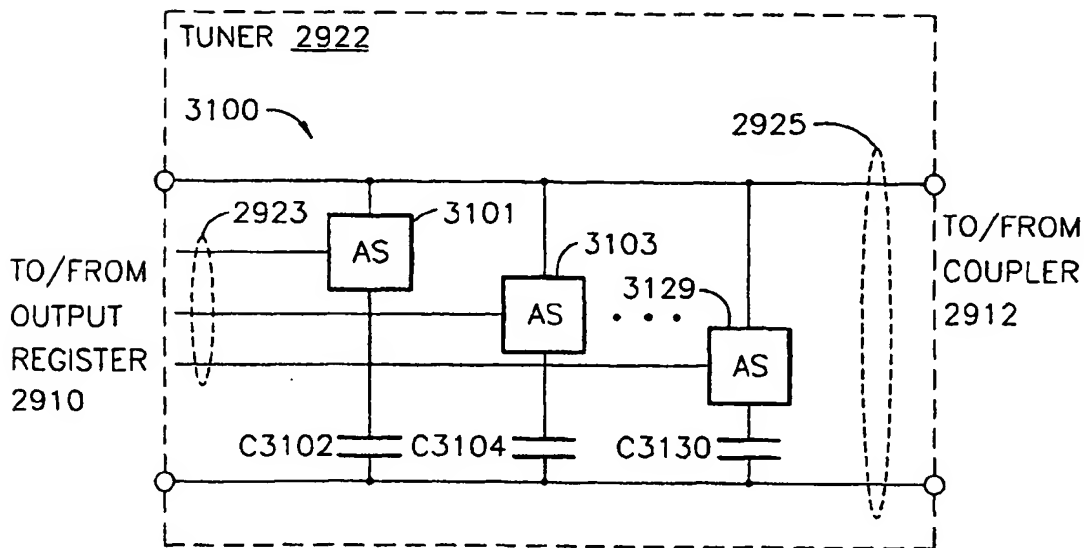 TUNER 2922
3100
2925
2923
3101
AS
3103
AS
3129
AS
TO/FROM
OUTPUT
REGISTER
2910
TO/FROM
COUPLER
2912
C3102
C3104
C3130